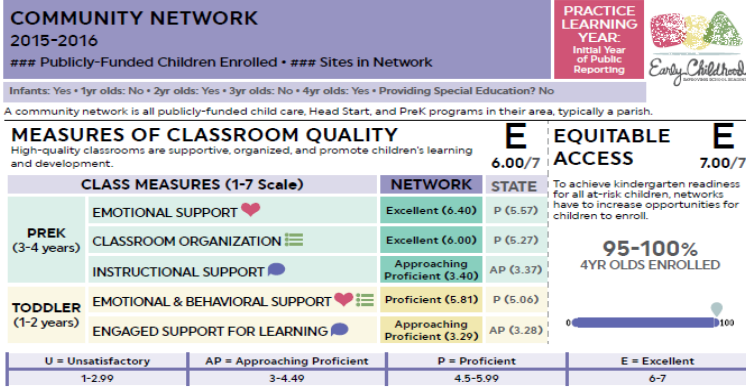 COMMUNITY NETWORK
2015-2016
### Publicly-Funded Children Enrolled • ### Sites in Network
PRACTICE
LEARNING
YEAR:
Initial Year
of Public
Reporting
Early Childhood
Infants: Yes • 1yr olds: No • 2yr olds: Yes • 3yr olds: No • 4yr olds: Yes • Providing Special Education? No
A community network is all publicly-funded child care, Head Start, and PreK programs in their area, typically a parish.
MEASURES OF CLASSROOM QUALITY
High-quality classrooms are supportive, organized, and promote children's learning
and development.
E
6.00/7
CLASS MEASURES (1-7 Scale) NETWORK STATE
PREK
(3-4 years)
EMOTIONAL SUPPORT Excellent (6.40) P (5.57)
CLASSROOM ORGANIZATION Excellent (6.00) P (5.27)
INSTRUCTIONAL SUPPORT Approaching Proficient (3.40) AP (3.37)
TODDLER
(1-2 years)
EMOTIONAL & BEHAVIORAL SUPPORT Proficient (5.81) P (5.06)
ENGAGED SUPPORT FOR LEARNING Approaching Proficient (3.29) AP (3.28)
EQUITABLE
ACCESS
E
7.00/7
To achieve kindergarten readiness
for all at-risk children, networks
have to increase opportunities for
children to enroll.
95-100%
4YR OLDS ENROLLED
0 100
U = Unsatisfactory AP = Approaching Proficient P = Proficient E = Excellent
1-2.99 3-4.49 4.5-5.99 6-7